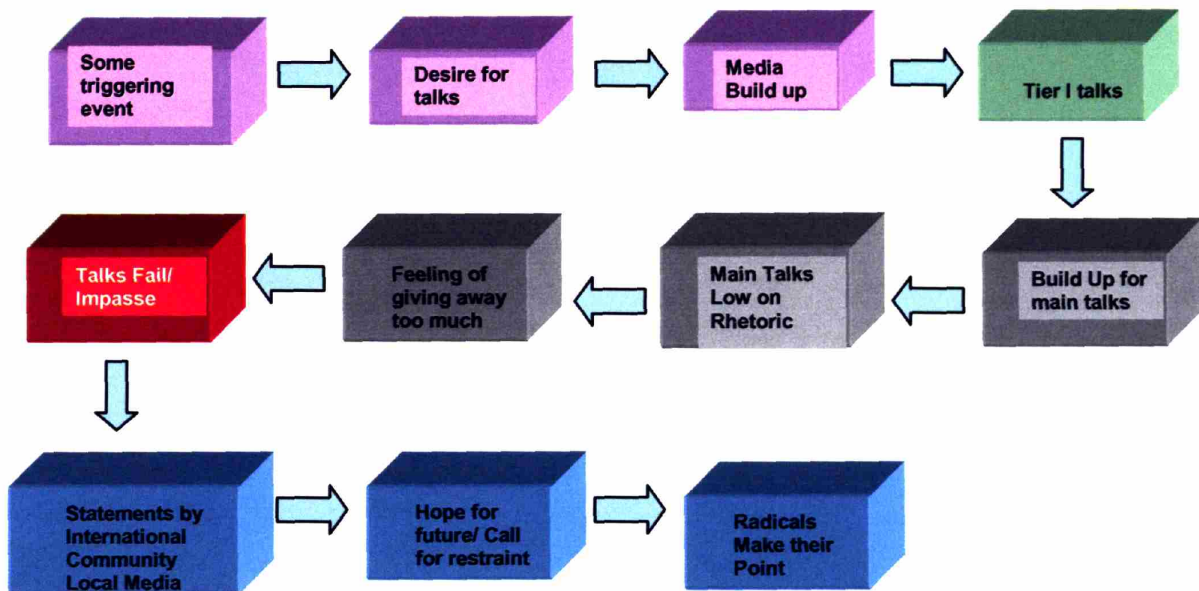 Some
triggering
event
Desire for
talks
Media
Build up
Tier I talks
Build Up for
main talks
Main Talks
Low on
Rhetoric
Feeling of
giving away
too much
Talks Fail/
Impasse
Statements by
International
Community
Local Media
Hope for
future/ Call
for restraint
Radicals
Make their
Point